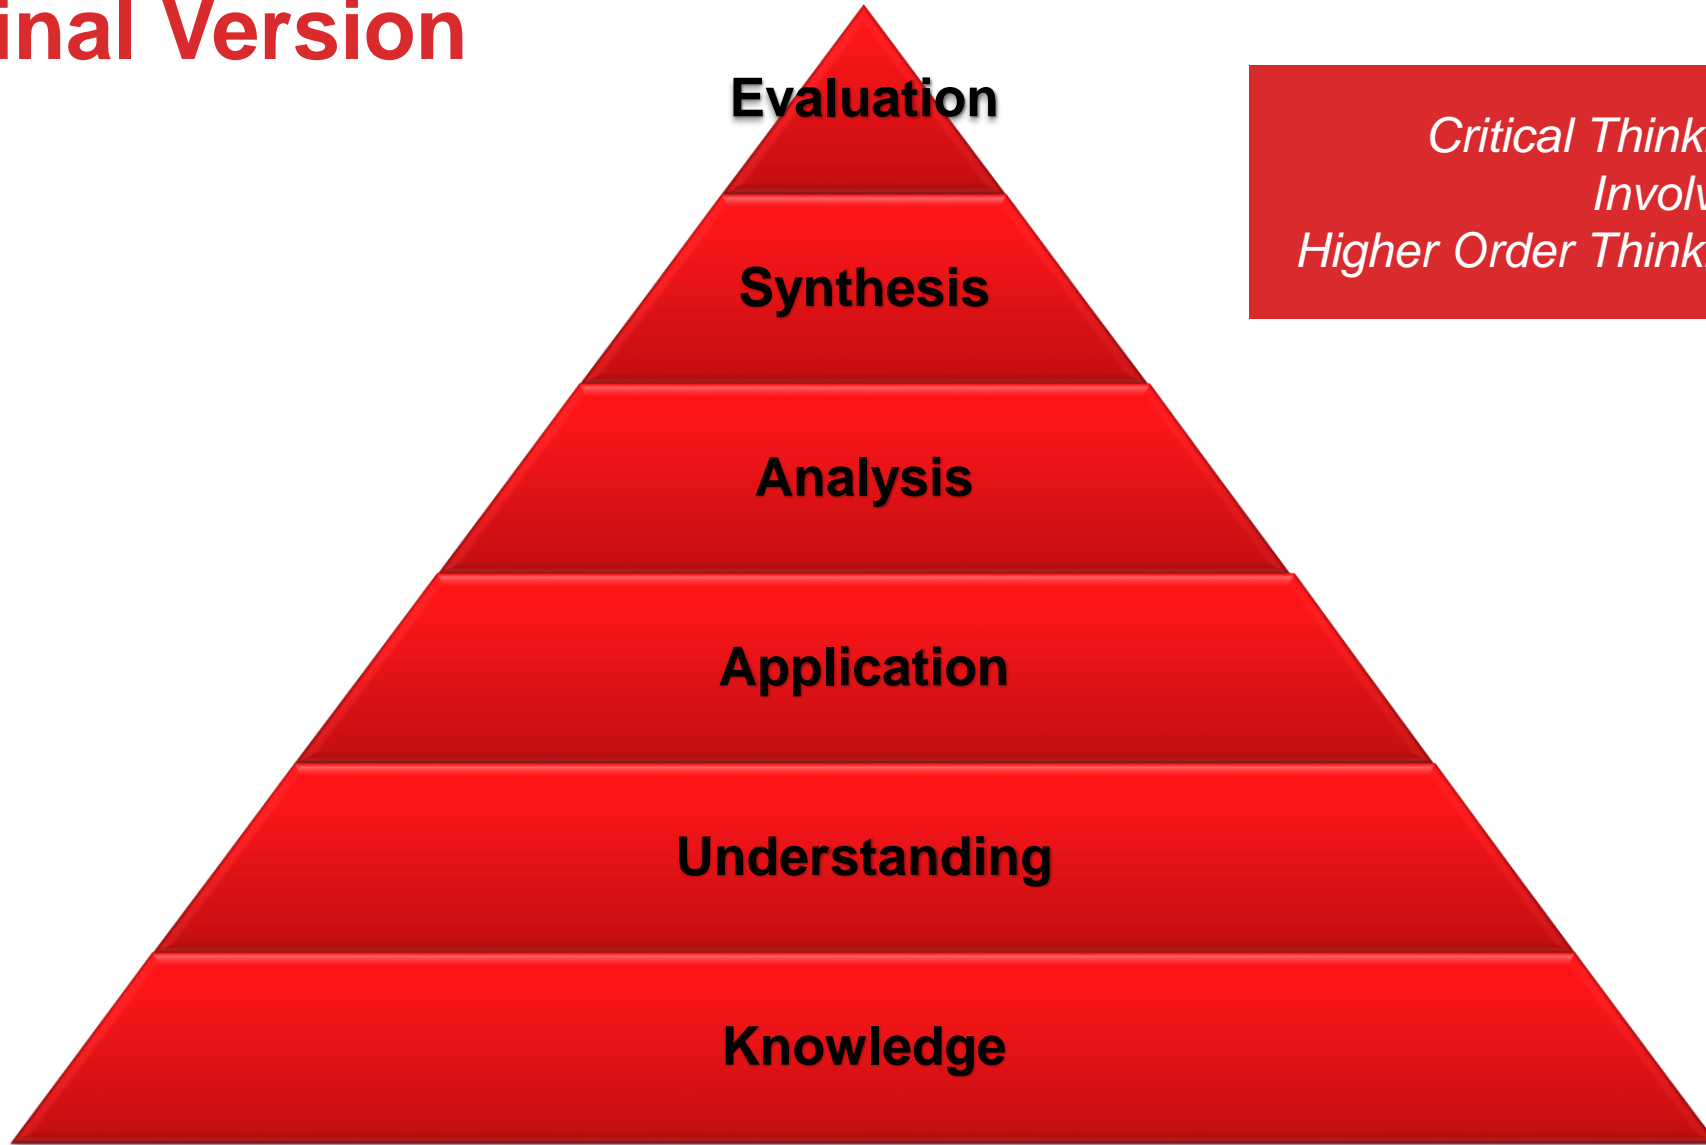 inal Version
Evaluation
Critical Think
Involv
Higher Order Think
Synthesis
Analysis
Application
Understanding
Knowledge